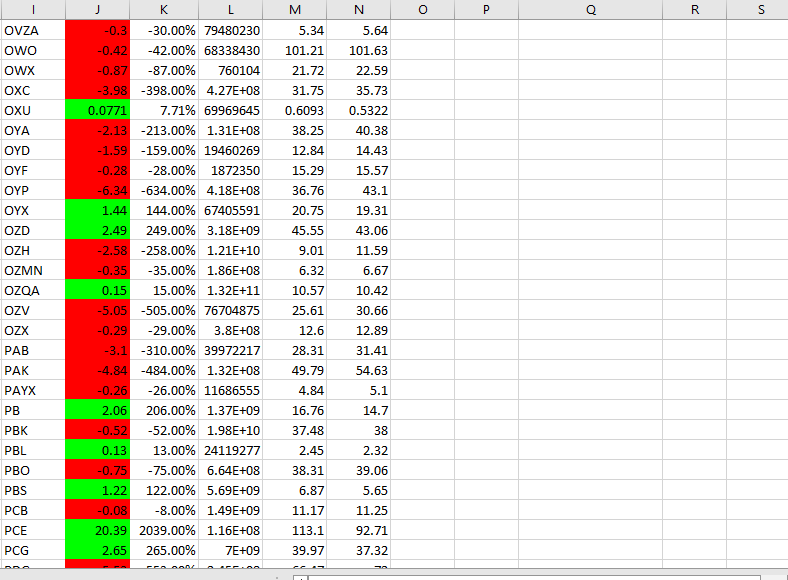 I J K L M N O P Q R S
OVZA -0.3 -30.00% 79480230 5.34 5.64
OWO -0.42 -42.00% 68338430 101.21 101.63
OWX -0.87 -87.00% 760104 21.72 22.59
OXC -3.98 -398.00% 4.27E+08 31.75 35.73
OXU 0.0771 7.71% 69969645 0.6093 0.5322
OYA -2.13 -213.00% 1.31E+08 38.25 40.38
OYD -1.59 -159.00% 19460269 12.84 14.43
OYF -0.28 -28.00% 1872350 15.29 15.57
OYP -6.34 -634.00% 4.18E+08 36.76 43.1
OYX 1.44 144.00% 67405591 20.75 19.31
OZD 2.49 249.00% 3.18E+09 45.55 43.06
OZH -2.58 -258.00% 1.21E+10 9.01 11.59
OZMN -0.35 -35.00% 1.86E+08 6.32 6.67
OZQA 0.15 15.00% 1.32E+11 10.57 10.42
OZV -5.05 -505.00% 76704875 25.61 30.66
OZX -0.29 -29.00% 3.8E+08 12.6 12.89
PAB -3.1 -310.00% 39972217 28.31 31.41
PAK -4.84 -484.00% 1.32E+08 49.79 54.63
PAYX -0.26 -26.00% 11686555 4.84 5.1
PB 2.06 206.00% 1.37E+09 16.76 14.7
PBK -0.52 -52.00% 1.98E+10 37.48 38
PBL 0.13 13.00% 24119277 2.45 2.32
PBO -0.75 -75.00% 6.64E+08 38.31 39.06
PBS 1.22 122.00% 5.69E+09 6.87 5.65
PCB -0.08 -8.00% 1.49E+09 11.17 11.25
PCE 20.39 2039.00% 1.16E+08 113.1 92.71
PCG 2.65 265.00% 7E+09 39.97 37.32